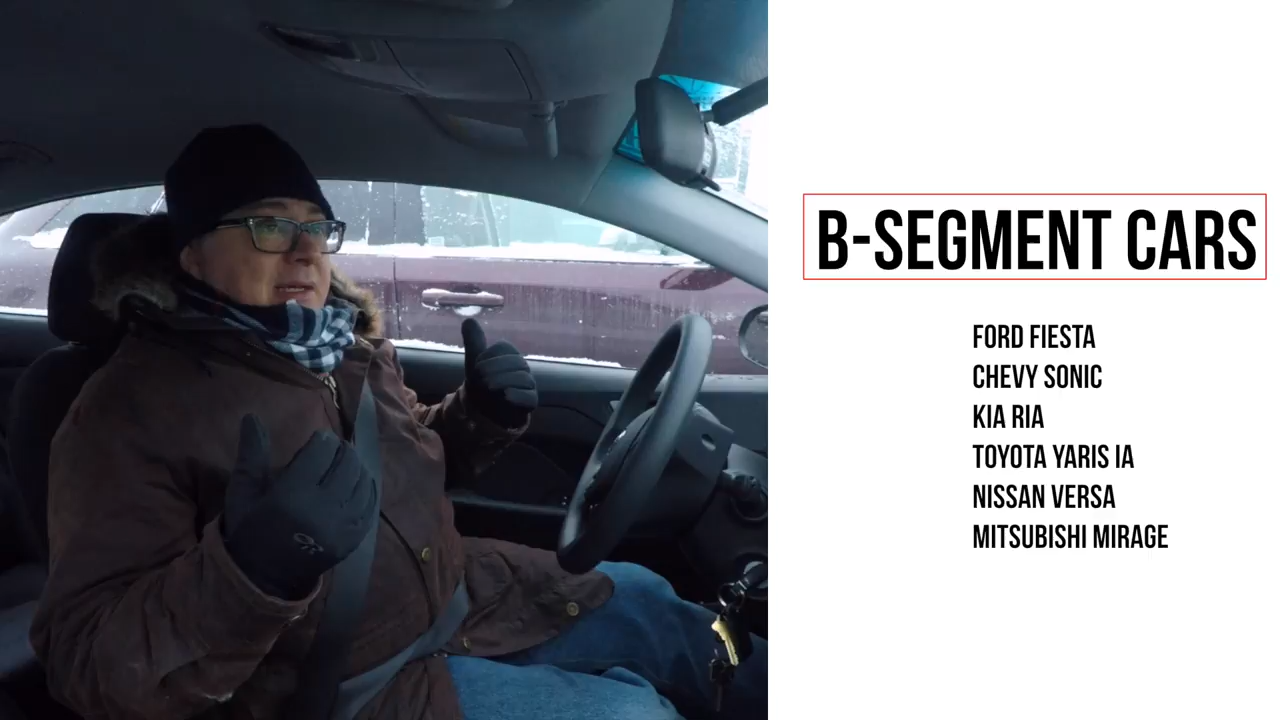 B-SEGMENT CARS
FORD FIESTA
CHEVY SONIC
KIA RIA
TOYOTA YARIS IA
NISSAN VERSA
MITSUBISHI MIRAGE